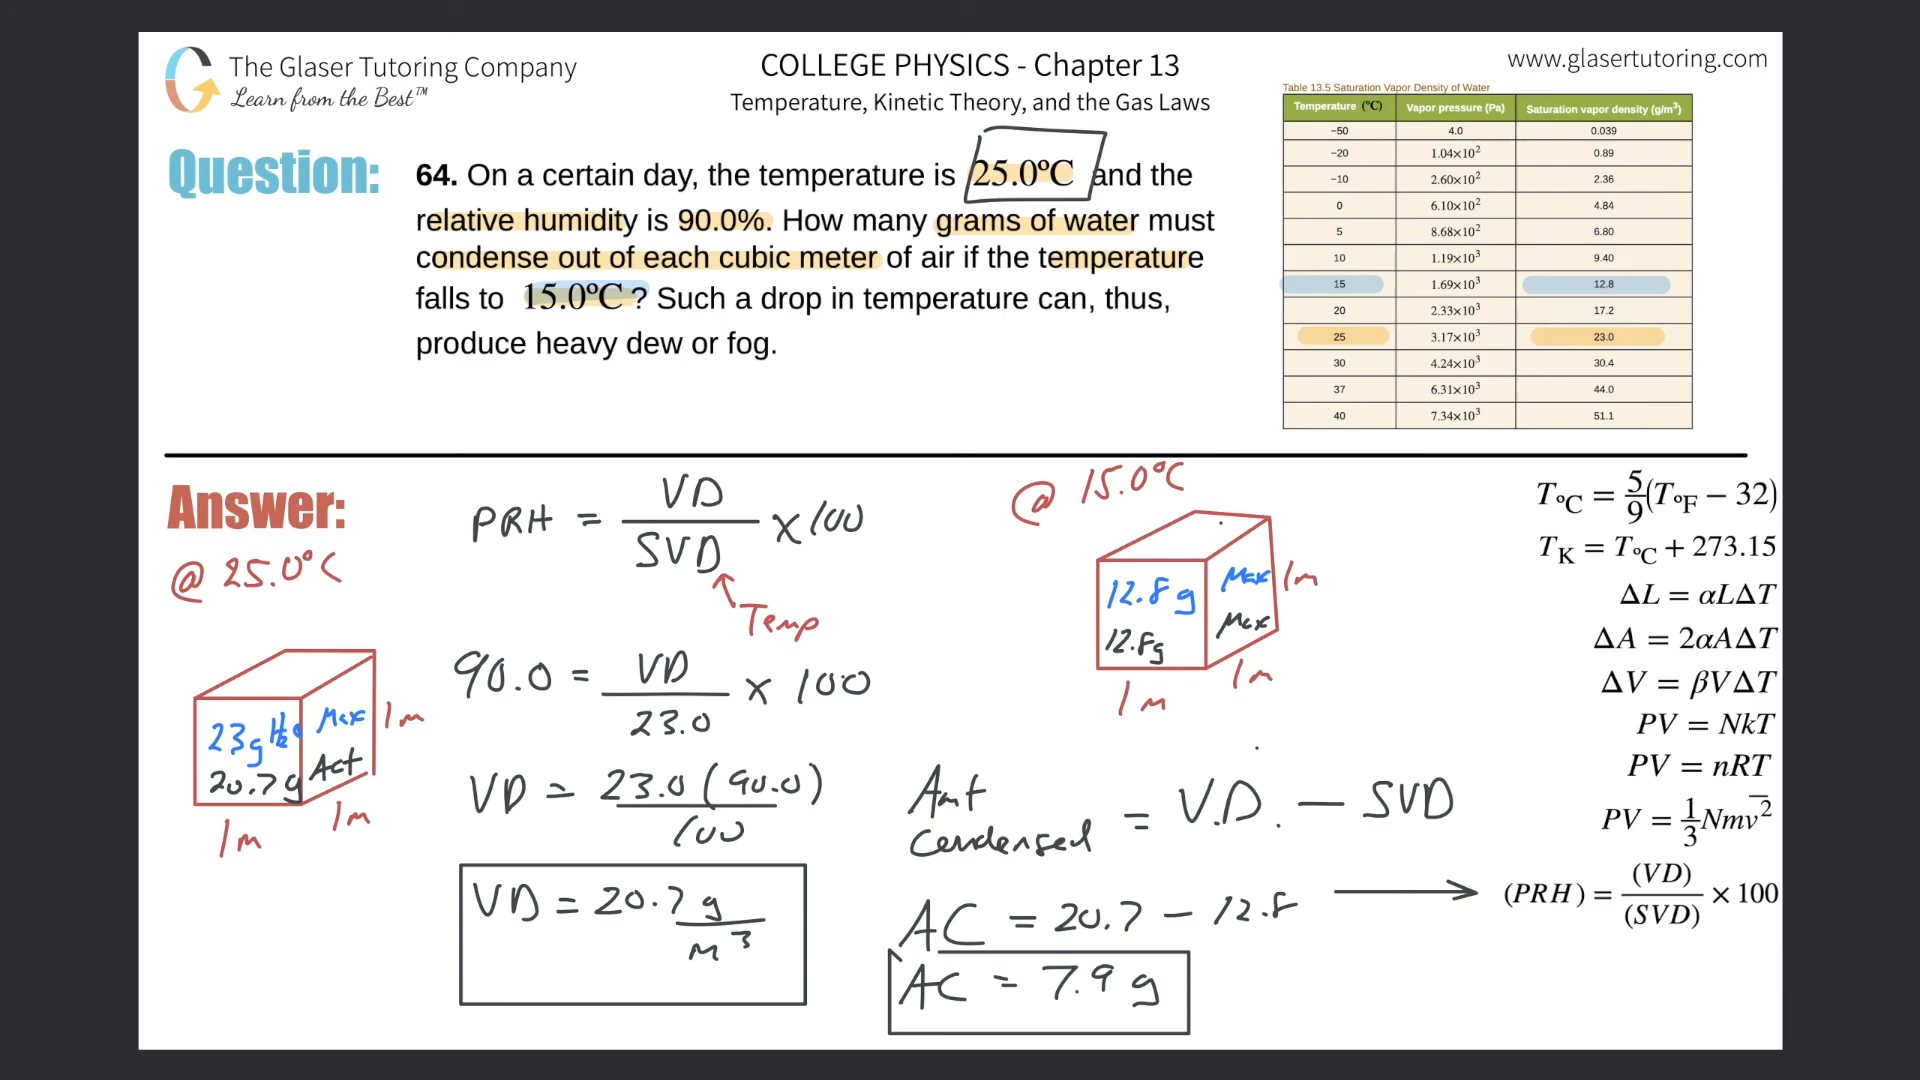 The Glaser Tutoring Company
Learn from the Best™
COLLEGE PHYSICS - Chapter 13
Temperature, Kinetic Theory, and the Gas Laws
www.glasertutoring.com
Table 13.5 Saturation Vapor Density of Water
Temperature (ºC) Vapor pressure (Pa) Saturation vapor density (g/m³)
−50 4.0 0.039
−20 1.04×10² 0.89
−10 2.60×10² 2.36
0 6.10×10² 4.84
5 8.68×10² 6.80
10 1.19×10³ 9.40
15 1.69×10³ 12.8
20 2.33×10³ 17.2
25 3.17×10³ 23.0
30 4.24×10³ 30.4
37 6.31×10³ 44.0
40 7.34×10³ 51.1
Question:
64. On a certain day, the temperature is 25.0ºC and the
relative humidity is 90.0%. How many grams of water must
condense out of each cubic meter of air if the temperature
falls to 15.0ºC ? Such a drop in temperature can, thus,
produce heavy dew or fog.
Answer:
@ 25.0°C
23g H₂O Max
20.7g Act
1m
1m
1m
PRH = VD / SVD × 100
Temp
90.0 = VD / 23.0 × 100
VD = 23.0 (90.0) / 100
VD = 20.7 g / m³
@ 15.0°C
12.8 g Max
12.8g Max
1m
1m
1m
Amt Condensed = V.D. − SVD
AC = 20.7 − 12.8
AC = 7.9 g
TºC = 5/9(TºF − 32)
TK = TºC + 273.15
ΔL = αLΔT
ΔA = 2αAΔT
ΔV = βVΔT
PV = NkT
PV = nRT
PV = 1/3 Nmv̅²
(PRH) = (VD)/(SVD) × 100